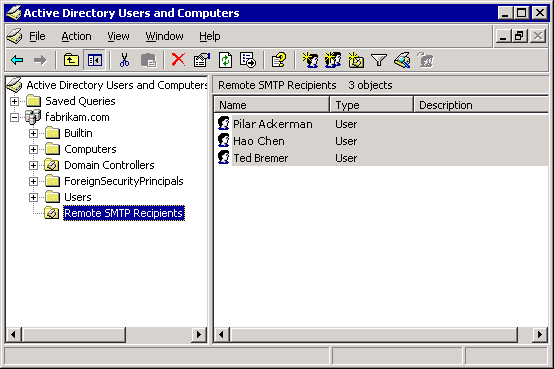 Active Directory Users and Computers
File Action View Window Help
Active Directory Users and Computers
Saved Queries
fabrikam.com
Builtin
Computers
Domain Controllers
ForeignSecurityPrincipals
Users
Remote SMTP Recipients
Remote SMTP Recipients 3 objects
Name Type Description
Pilar Ackerman User
Hao Chen User
Ted Bremer User